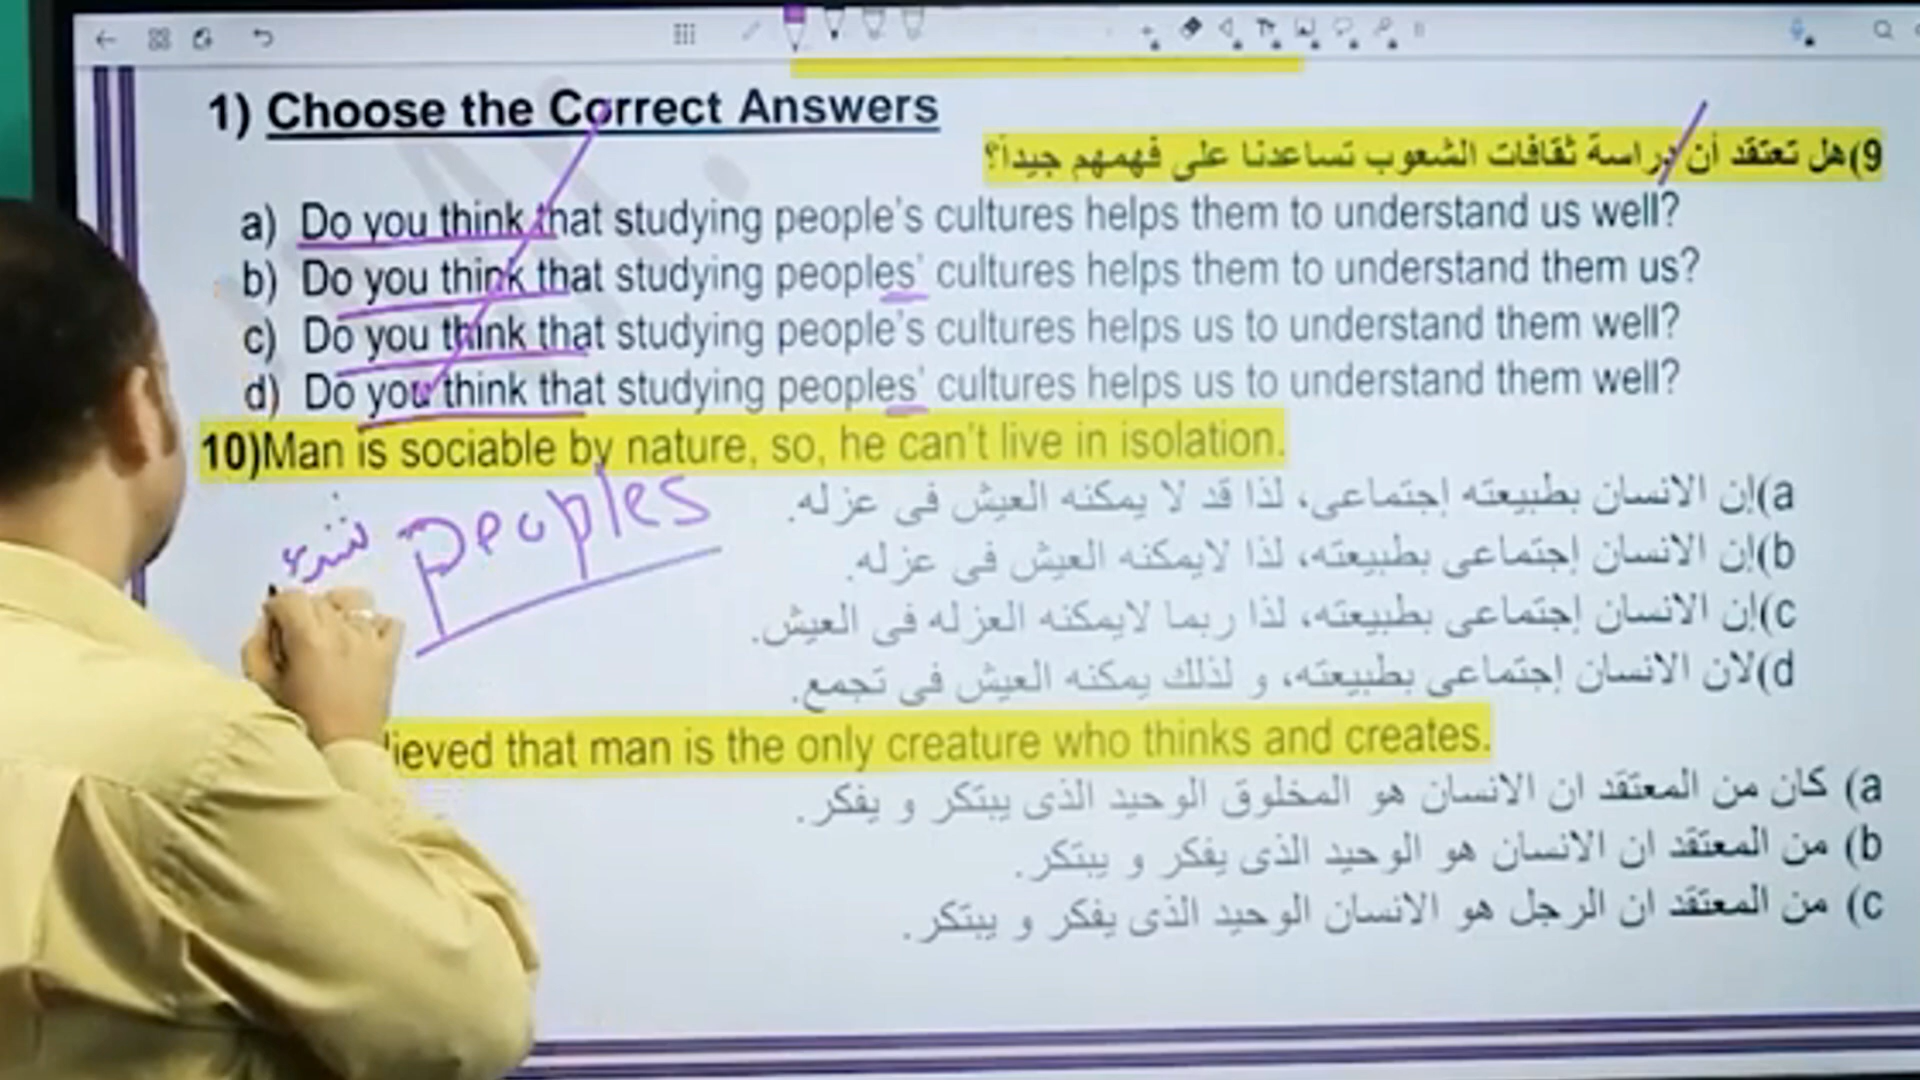 1) Choose the Correct Answers
9) هل تعتقد أن دراسة ثقافات الشعوب تساعدنا على فهمهم جيداً؟
a) Do you think that studying people's cultures helps them to understand us well?
b) Do you think that studying peoples' cultures helps them to understand them us?
c) Do you think that studying people's cultures helps us to understand them well?
d) Do you think that studying peoples' cultures helps us to understand them well?
10)Man is sociable by nature, so, he can't live in isolation.
a)إن الانسان بطبيعته إجتماعى، لذا قد لا يمكنه العيش فى عزله.
b)إن الانسان إجتماعى بطبيعته، لذا لايمكنه العيش فى عزله.
c)إن الانسان إجتماعى بطبيعته، لذا ربما لايمكنه العزله فى العيش.
d)لان الانسان إجتماعى بطبيعته، و لذلك يمكنه العيش فى تجمع.
peoples
lieved that man is the only creature who thinks and creates.
a) كان من المعتقد ان الانسان هو المخلوق الوحيد الذى يبتكر و يفكر.
b) من المعتقد ان الانسان هو الوحيد الذى يفكر و يبتكر.
c) من المعتقد ان الرجل هو الانسان الوحيد الذى يفكر و يبتكر.